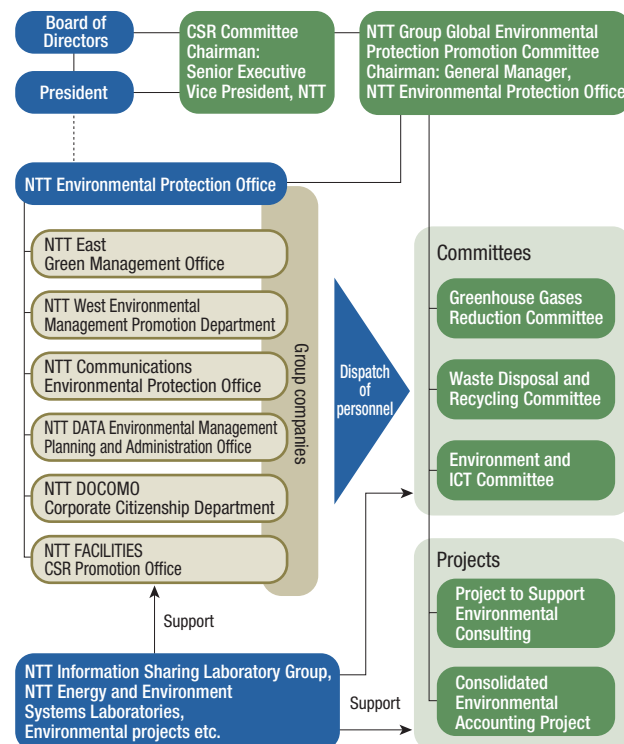 Board of
Directors
President
CSR Committee
Chairman:
Senior Executive
Vice President, NTT
NTT Group Global Environmental
Protection Promotion Committee
Chairman: General Manager,
NTT Environmental Protection Office
NTT Environmental Protection Office
NTT East
Green Management Office
NTT West Environmental
Management Promotion Department
NTT Communications
Environmental Protection Office
NTT DATA Environmental Management
Planning and Administration Office
NTT DOCOMO
Corporate Citizenship Department
NTT FACILITIES
CSR Promotion Office
Group companies
Dispatch
of
personnel
Committees
Greenhouse Gases
Reduction Committee
Waste Disposal and
Recycling Committee
Environment and
ICT Committee
Projects
Project to Support
Environmental
Consulting
Consolidated
Environmental
Accounting Project
Support
NTT Information Sharing Laboratory Group,
NTT Energy and Environment
Systems Laboratories,
Environmental projects etc.
Support